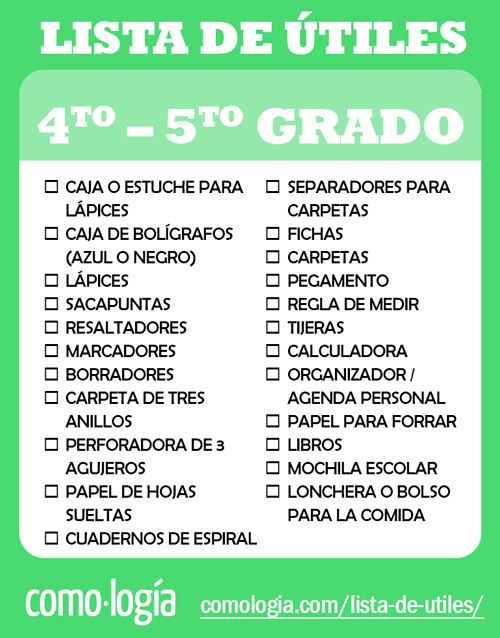 LISTA DE ÚTILES
4TO – 5TO GRADO
CAJA O ESTUCHE PARA
LÁPICES
CAJA DE BOLÍGRAFOS
(AZUL O NEGRO)
LÁPICES
SACAPUNTAS
RESALTADORES
MARCADORES
BORRADORES
CARPETA DE TRES
ANILLOS
PERFORADORA DE 3
AGUJEROS
PAPEL DE HOJAS
SUELTAS
CUADERNOS DE ESPIRAL
SEPARADORES PARA
CARPETAS
FICHAS
CARPETAS
PEGAMENTO
REGLA DE MEDIR
TIJERAS
CALCULADORA
ORGANIZADOR /
AGENDA PERSONAL
PAPEL PARA FORRAR
LIBROS
MOCHILA ESCOLAR
LONCHERA O BOLSO
PARA LA COMIDA
como·logía
comologia.com/lista-de-utiles/